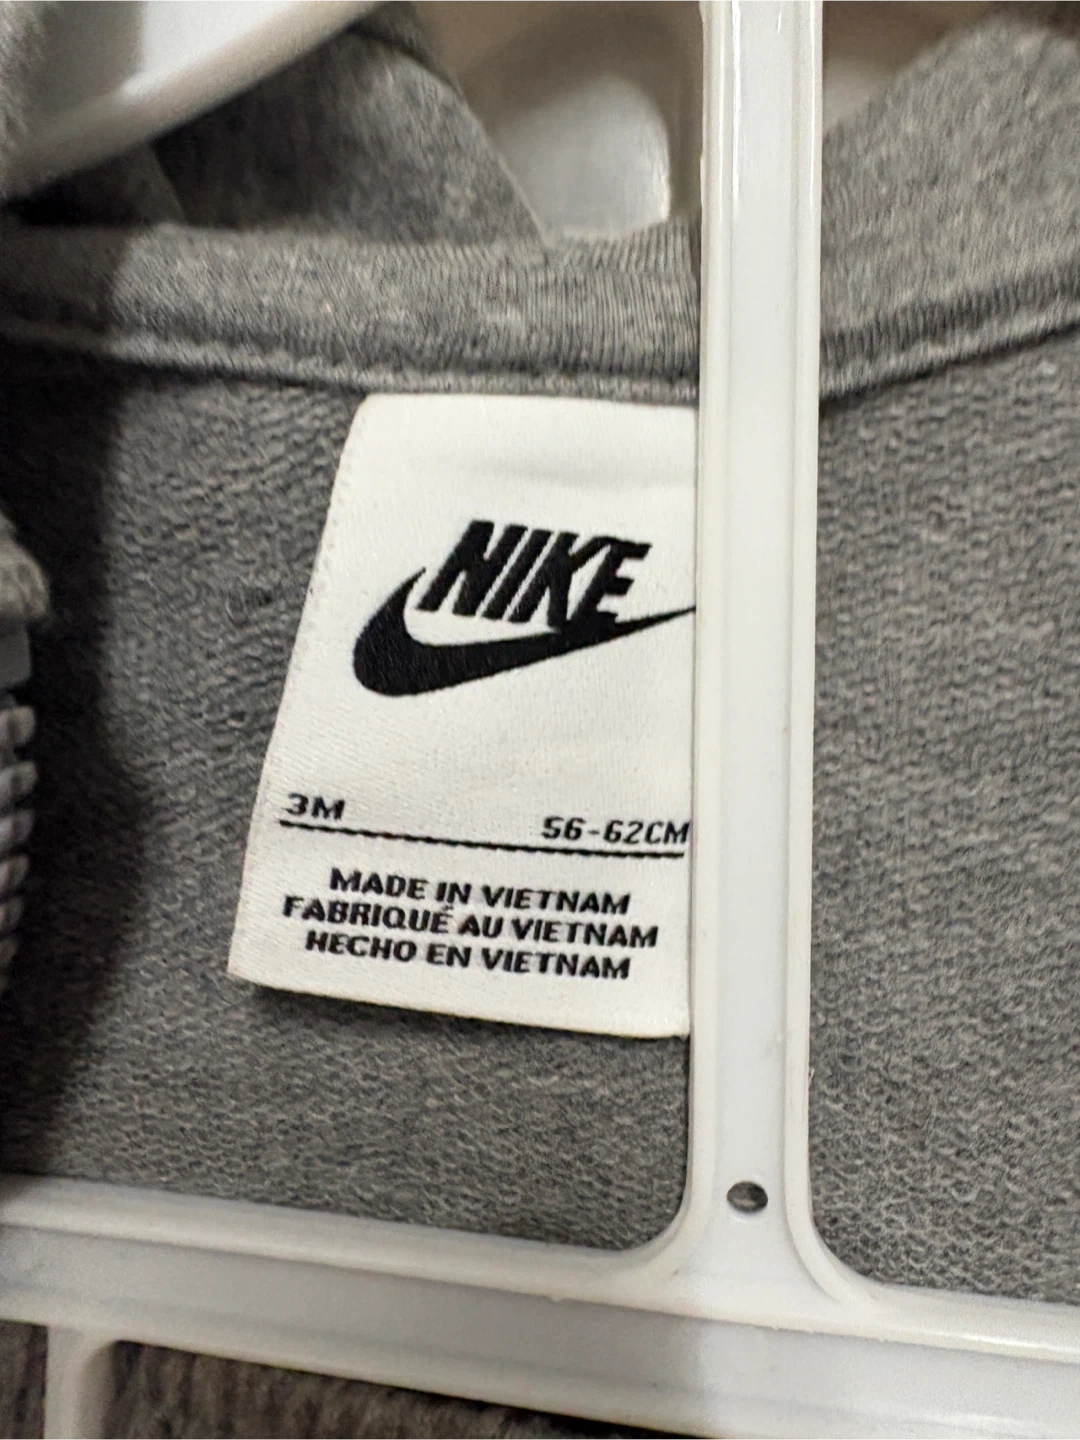 NIKE
3M 56-62CM
MADE IN VIETNAM
FABRIQUÉ AU VIETNAM
HECHO EN VIETNAM